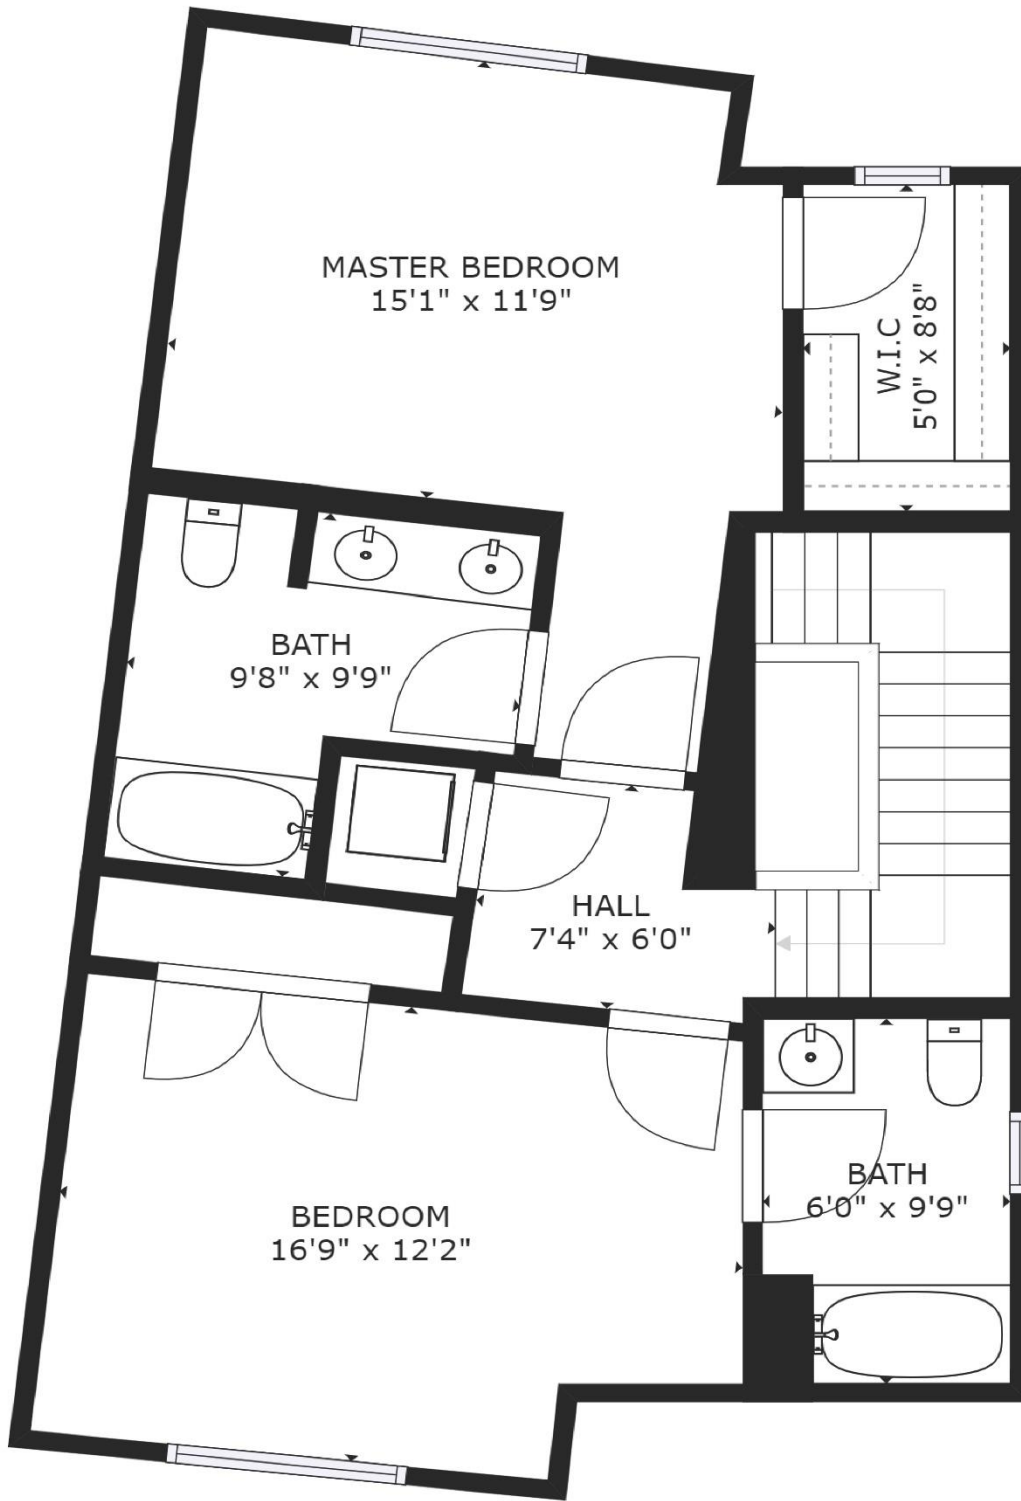 MASTER BEDROOM
15'1" x 11'9"
W.I.C
5'0" x 8'8"
BATH
9'8" x 9'9"
HALL
7'4" x 6'0"
BATH
6'0" x 9'9"
BEDROOM
16'9" x 12'2"